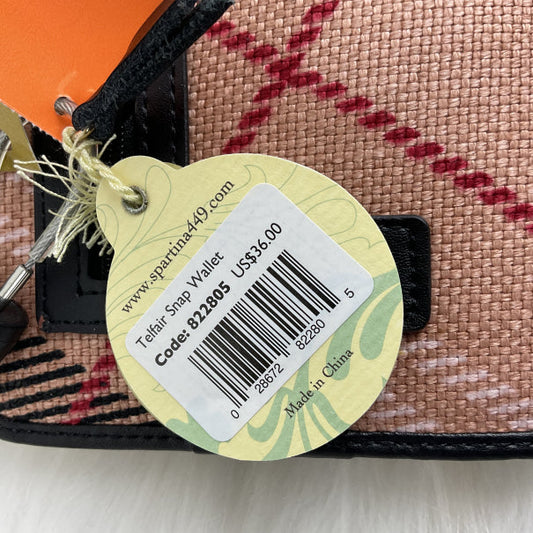 www.spartina449.com
Telfair Snap Wallet
Code: 822805 US$36.00
0 28672 82280 5
Made in China